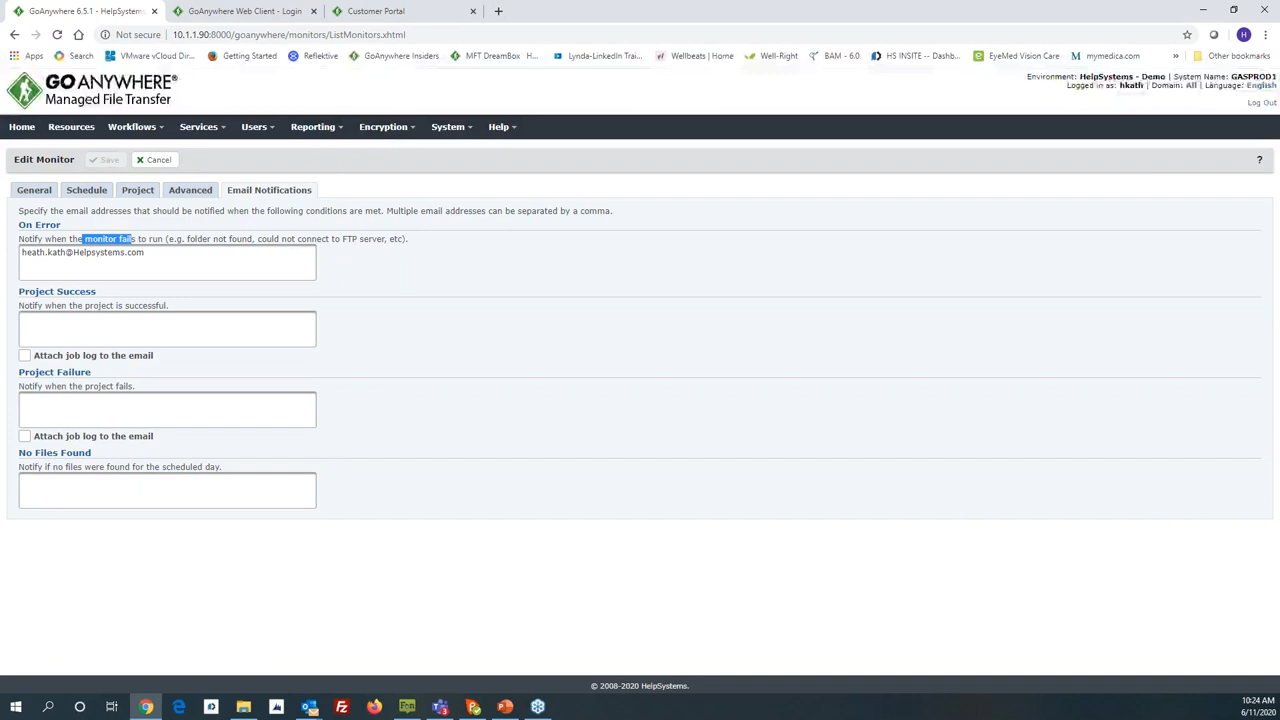 GoAnywhere 6.5.1 - HelpSystems
GoAnywhere Web Client - Login
Customer Portal
Not secure
10.1.1.90:8000/goanywhere/monitors/ListMonitors.xhtml
H
Apps
Search
VMware vCloud Dir...
Getting Started
Reflektive
GoAnywhere Insiders
MFT DreamBox H...
Lynda-LinkedIn Trai...
Wellbeats | Home
Well-Right
BAM - 6.0
HS INSITE -- Dashb...
EyeMed Vision Care
mymedica.com
»
Other bookmarks
GOANYWHERE®
Managed File Transfer
Environment: HelpSystems - Demo | System Name: GASPROD1
Logged in as: hkath | Domain: All | Language: English
Log Out
Home Resources Workflows Services Users Reporting Encryption System Help
Edit Monitor Save Cancel ?
General Schedule Project Advanced Email Notifications
Specify the email addresses that should be notified when the following conditions are met. Multiple email addresses can be separated by a comma.
On Error
Notify when the monitor fails to run (e.g. folder not found, could not connect to FTP server, etc).
heath.kath@Helpsystems.com
Project Success
Notify when the project is successful.
Attach job log to the email
Project Failure
Notify when the project fails.
Attach job log to the email
No Files Found
Notify if no files were found for the scheduled day.
© 2008-2020 HelpSystems.
10:24 AM
6/11/2020